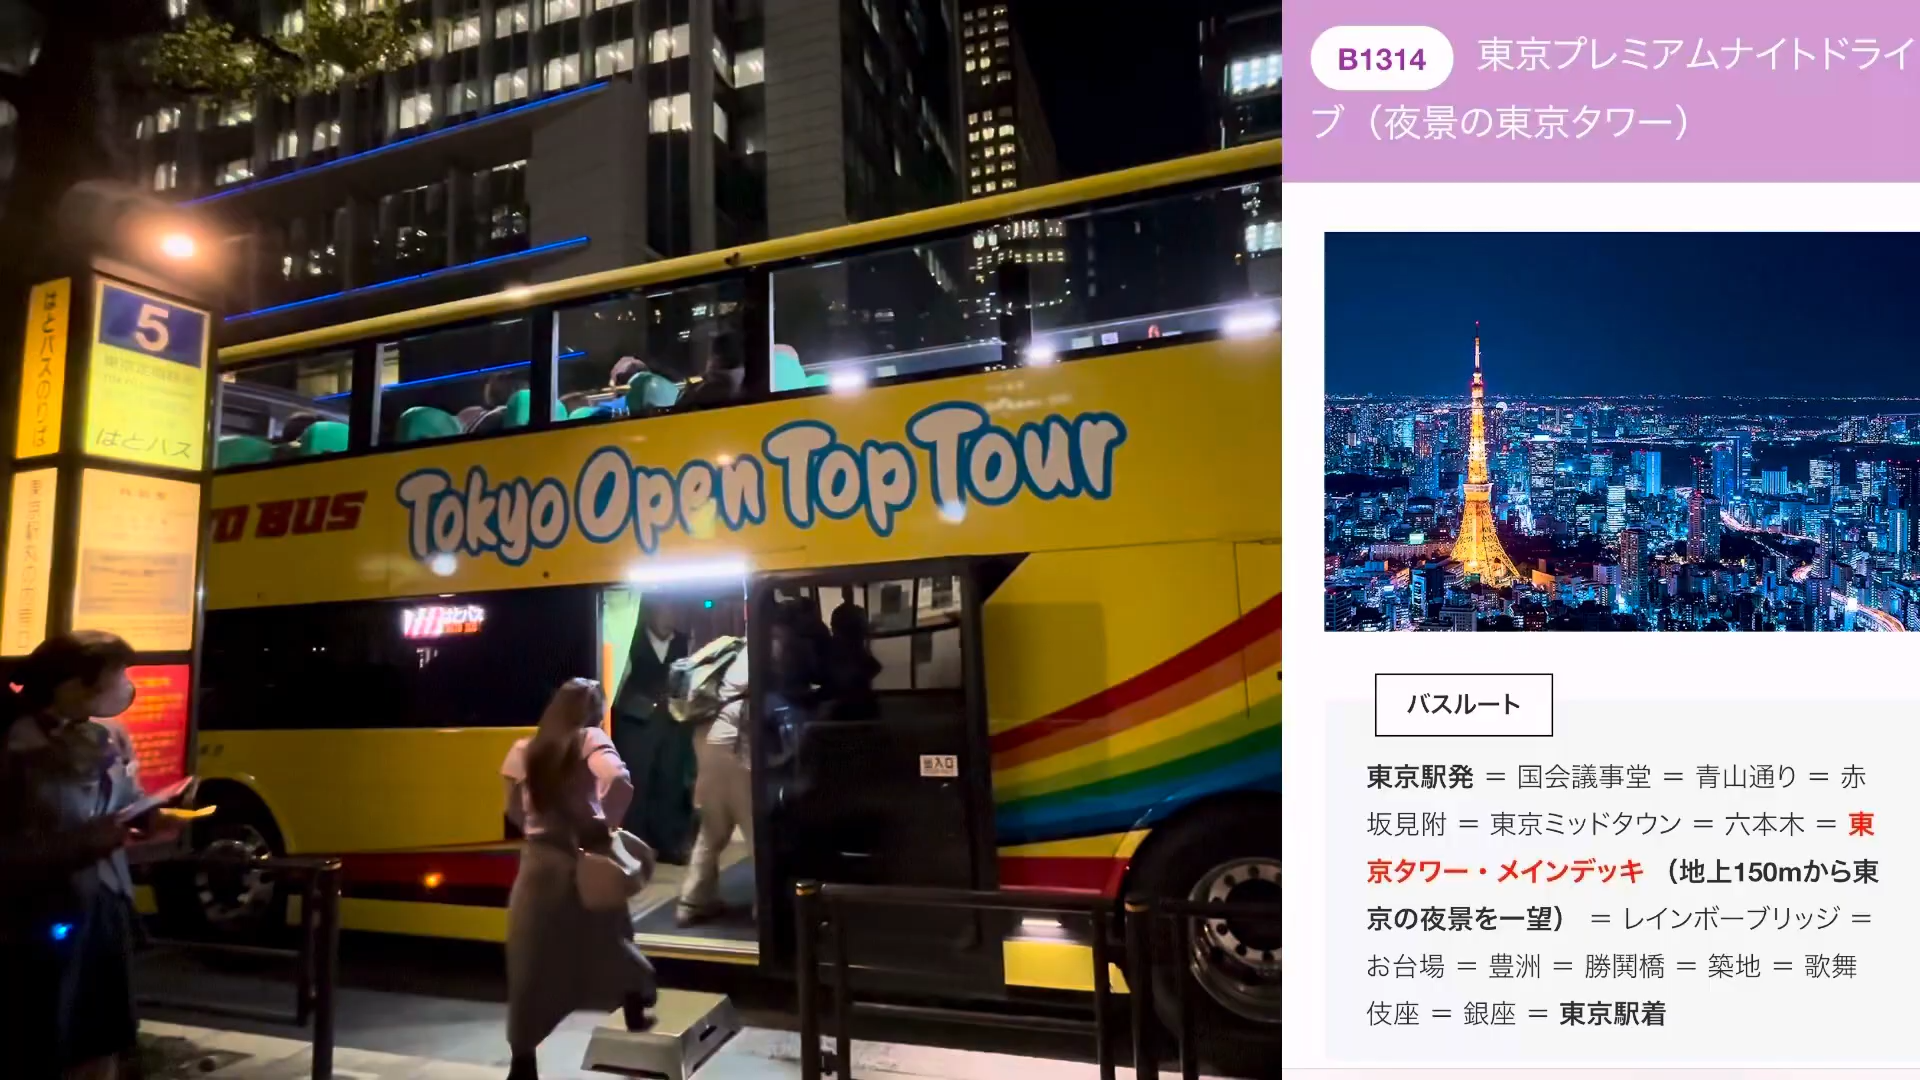 はとバスのりば
5
はとバス
O BUS
Tokyo Open Top Tour
はとバス
出入口
B1314 東京プレミアムナイトドライ
ブ（夜景の東京タワー）
バスルート
東京駅発 ＝ 国会議事堂 ＝ 青山通り ＝ 赤
坂見附 ＝ 東京ミッドタウン ＝ 六本木 ＝ 東
京タワー・メインデッキ （地上150mから東
京の夜景を一望） ＝ レインボーブリッジ ＝
お台場 ＝ 豊洲 ＝ 勝鬨橋 ＝ 築地 ＝ 歌舞
伎座 ＝ 銀座 ＝ 東京駅着